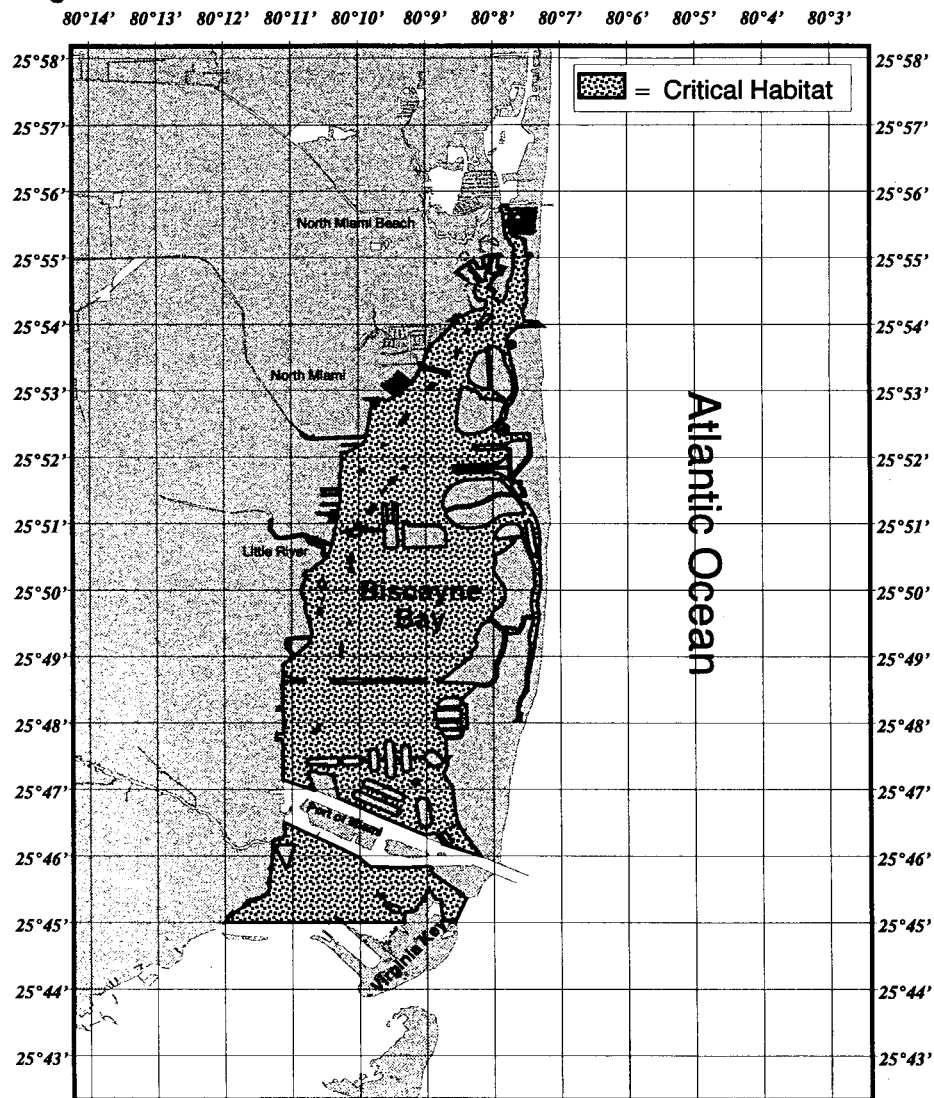 80°14' 80°13' 80°12' 80°11' 80°10' 80°9' 80°8' 80°7' 80°6' 80°5' 80°4' 80°3'
25°58' 25°58'
= Critical Habitat
25°57' 25°57'
25°56' 25°56'
North Miami Beach
25°55' 25°55'
25°54' 25°54'
North Miami
25°53' 25°53'
Atlantic Ocean
25°52' 25°52'
25°51' 25°51'
Little River
25°50' 25°50'
Biscayne
Bay
25°49' 25°49'
25°48' 25°48'
25°47' 25°47'
Port of Miami
25°46' 25°46'
25°45' 25°45'
Virginia Key
25°44' 25°44'
25°43' 25°43'